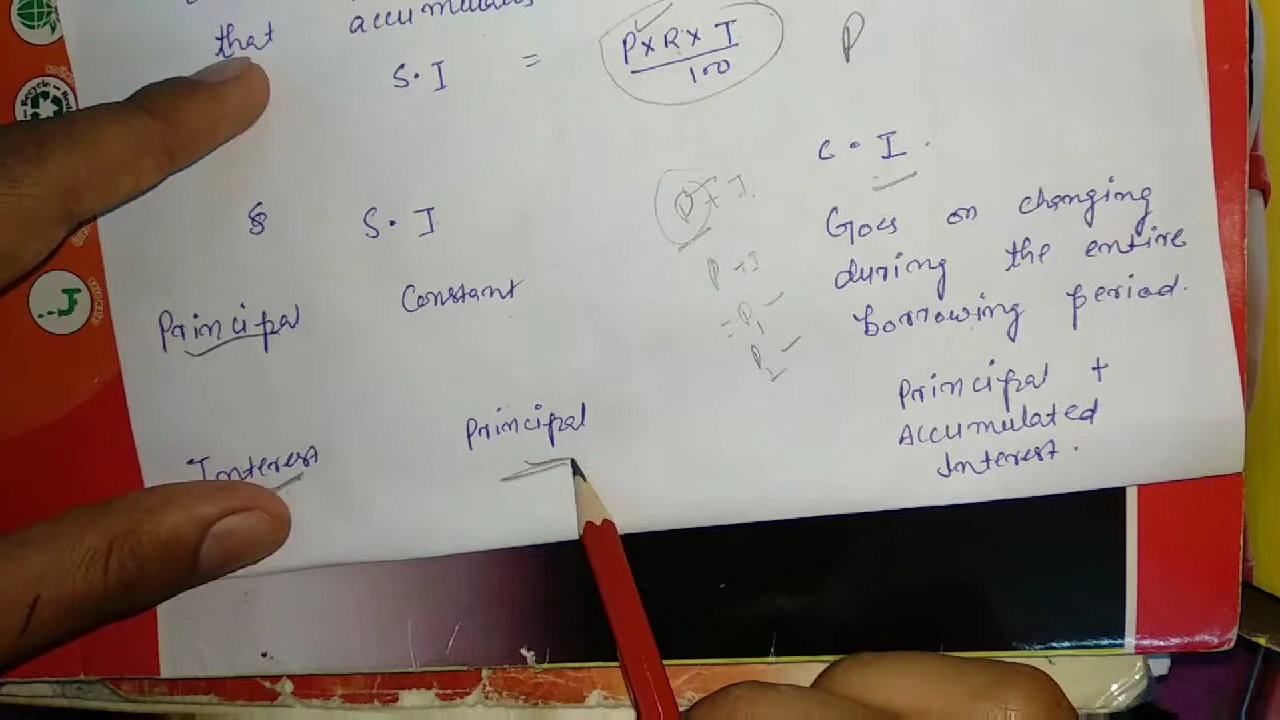 accumulates
that
S.I = P×R×T
100
P
C.I.
S.I
P+I.
Goes on changing
during the entire
borrowing period.
Principal Constant
P+I
= P1
P2
Principal +
Accumulated
Interest.
Interest Principal